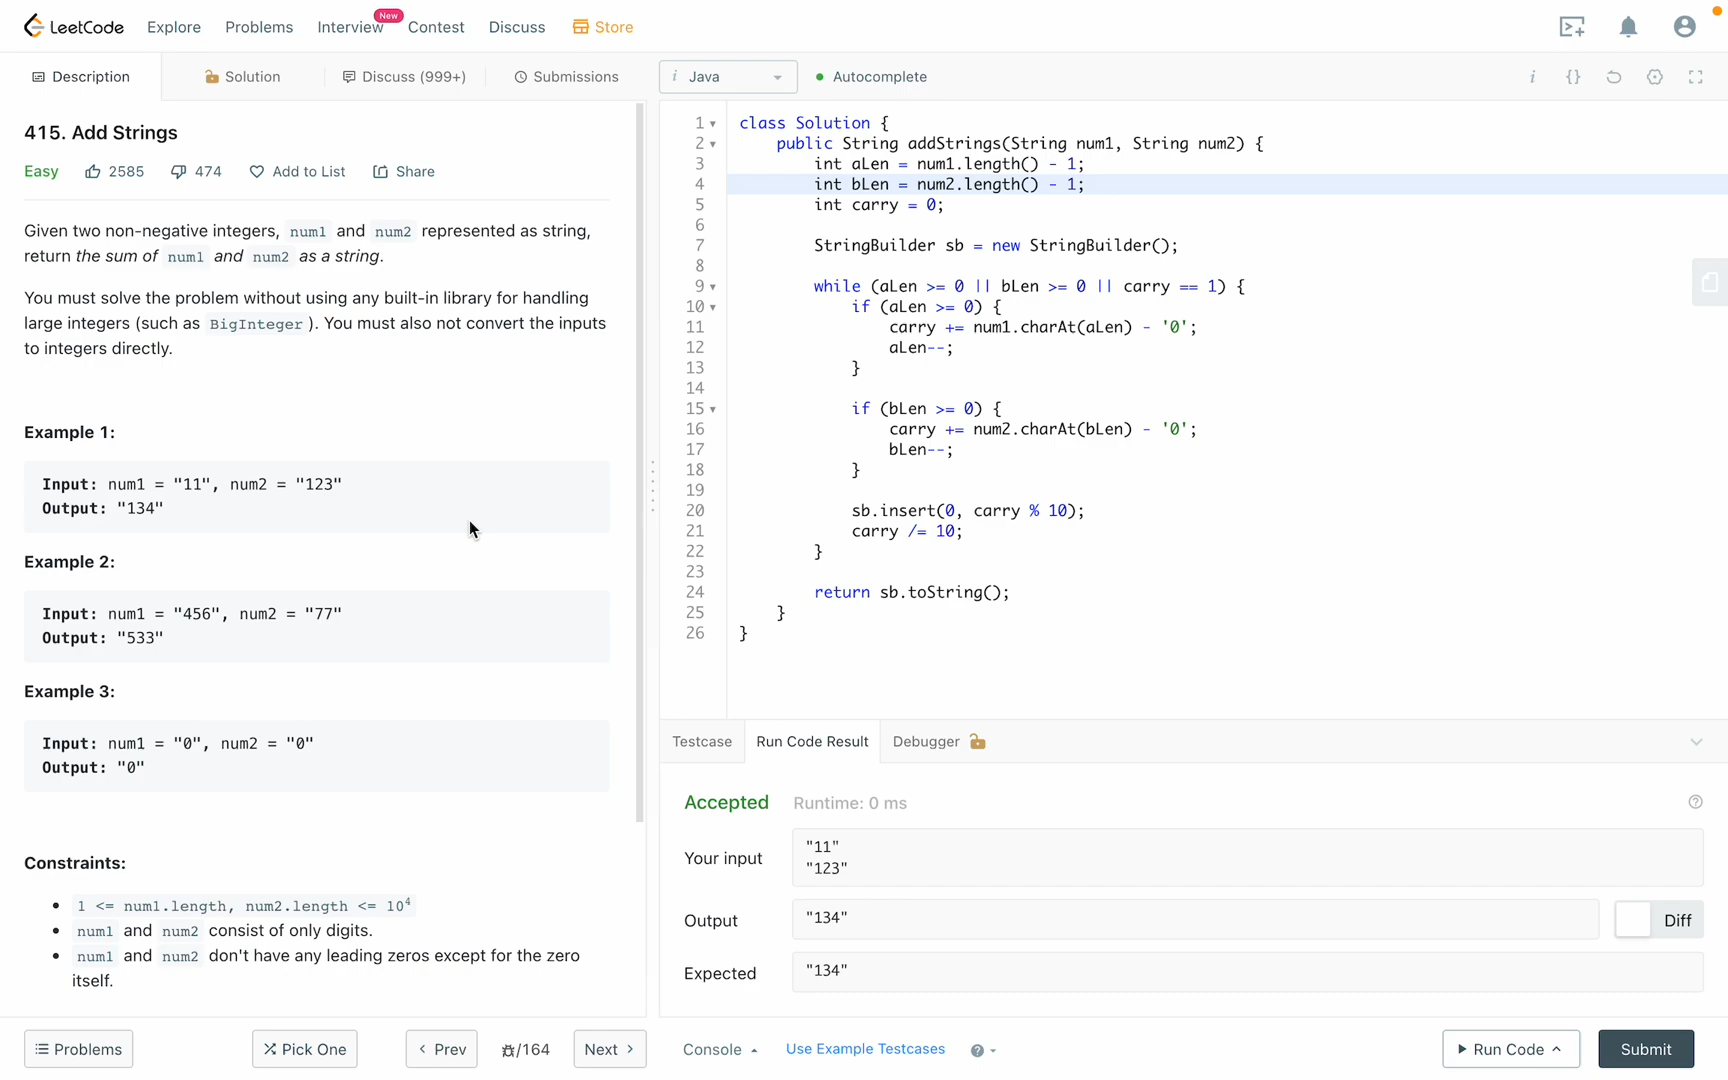 LeetCode Explore Problems Interview New Contest Discuss Store
Description Solution Discuss (999+) Submissions
415. Add Strings
Easy 2585 474 Add to List Share
Given two non-negative integers, num1 and num2 represented as string,
return the sum of num1 and num2 as a string.
You must solve the problem without using any built-in library for handling
large integers (such as BigInteger ). You must also not convert the inputs
to integers directly.
Example 1:
Input: num1 = "11", num2 = "123"
Output: "134"
Example 2:
Input: num1 = "456", num2 = "77"
Output: "533"
Example 3:
Input: num1 = "0", num2 = "0"
Output: "0"
Constraints:
1 <= num1.length, num2.length <= 10⁴
num1 and num2 consist of only digits.
num1 and num2 don't have any leading zeros except for the zero
itself.
Problems Pick One < Prev /164 Next >
i Java Autocomplete i {}
1 class Solution {
2 public String addStrings(String num1, String num2) {
3 int aLen = num1.length() - 1;
4 int bLen = num2.length() - 1;
5 int carry = 0;
6
7 StringBuilder sb = new StringBuilder();
8
9 while (aLen >= 0 || bLen >= 0 || carry == 1) {
10 if (aLen >= 0) {
11 carry += num1.charAt(aLen) - '0';
12 aLen--;
13 }
14
15 if (bLen >= 0) {
16 carry += num2.charAt(bLen) - '0';
17 bLen--;
18 }
19
20 sb.insert(0, carry % 10);
21 carry /= 10;
22 }
23
24 return sb.toString();
25 }
26 }
Testcase Run Code Result Debugger
Accepted Runtime: 0 ms
Your input
"11"
"123"
Output "134" Diff
Expected "134"
Console Use Example Testcases Run Code Submit